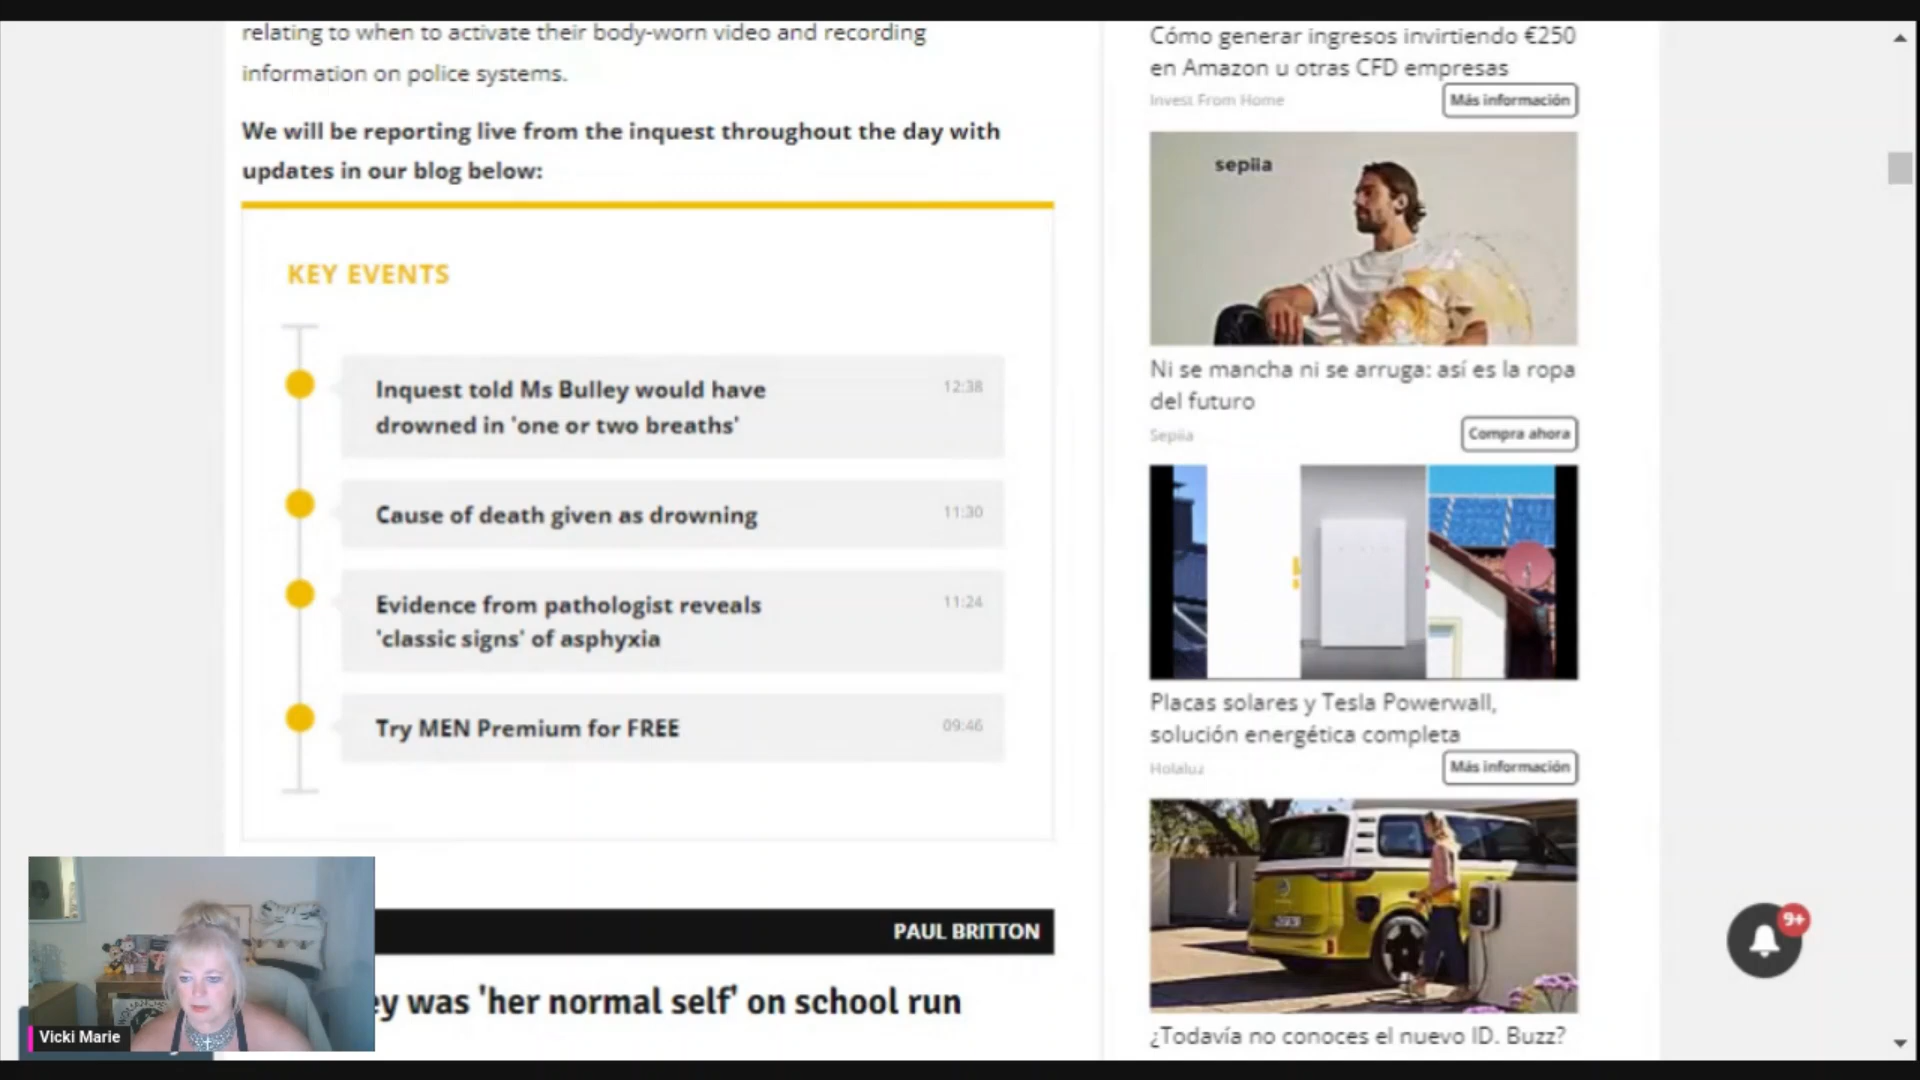 relating to when to activate their body-worn video and recording
information on police systems.
We will be reporting live from the inquest throughout the day with
updates in our blog below:
KEY EVENTS
Inquest told Ms Bulley would have
drowned in 'one or two breaths'
12:38
Cause of death given as drowning
11:30
Evidence from pathologist reveals
'classic signs' of asphyxia
11:24
Try MEN Premium for FREE
09:46
PAUL BRITTON
ey was 'her normal self' on school run
Vicki Marie
Cómo generar ingresos invirtiendo €250
en Amazon u otras CFD empresas
Invest From Home
Más información
sepiia
Ni se mancha ni se arruga: así es la ropa
del futuro
Sepiia
Compra ahora
Placas solares y Tesla Powerwall,
solución energética completa
Holaluz
Más información
¿Todavía no conoces el nuevo ID. Buzz?
9+